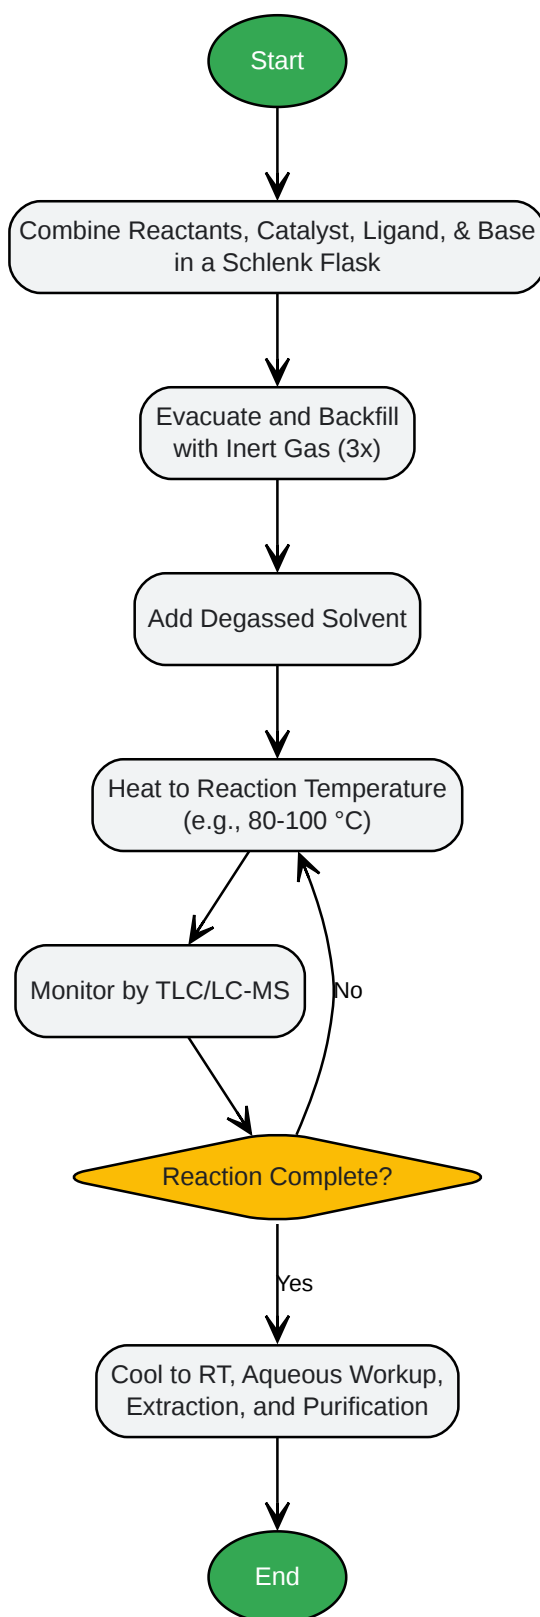 Start
Combine Reactants, Catalyst, Ligand, & Base
in a Schlenk Flask
Evacuate and Backfill
with Inert Gas (3x)
Add Degassed Solvent
Heat to Reaction Temperature
(e.g., 80-100 °C)
Monitor by TLC/LC-MS
No
Reaction Complete?
Yes
Cool to RT, Aqueous Workup,
Extraction, and Purification
End